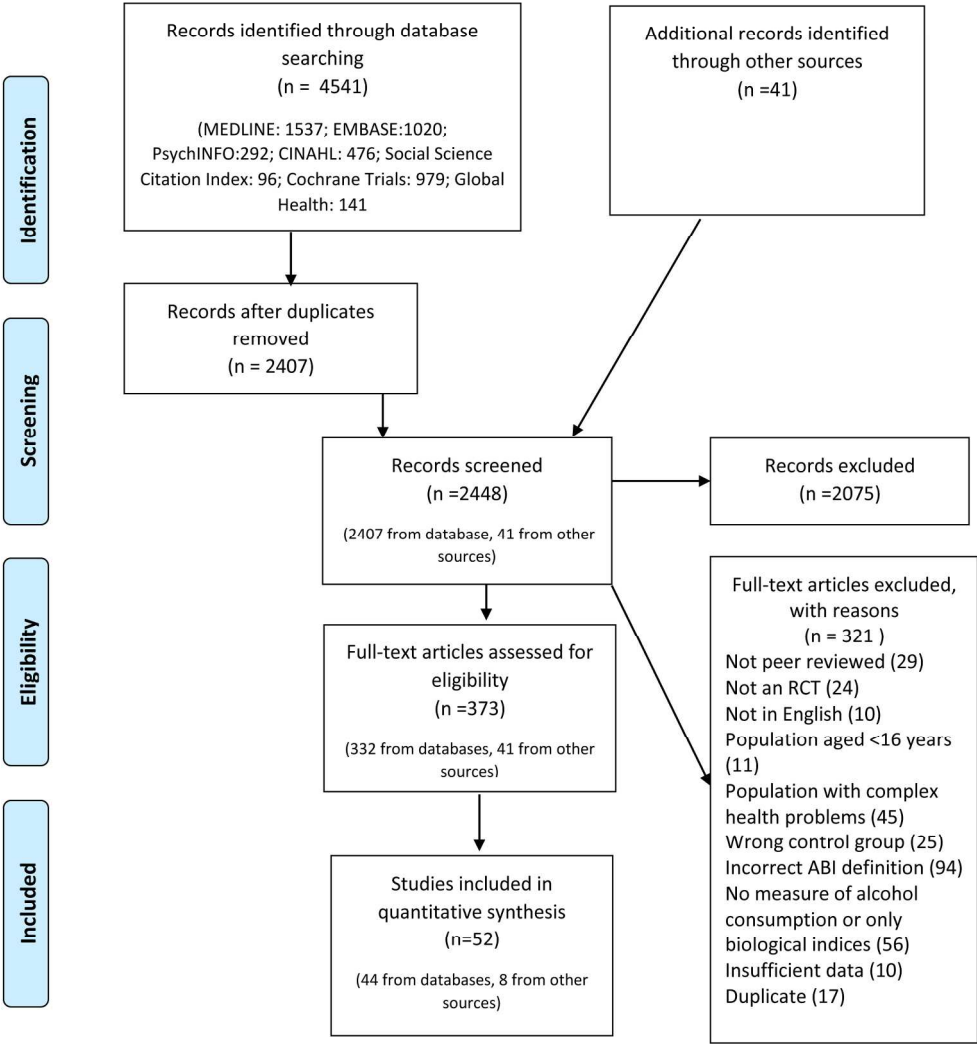 Records identified through database
searching
(n = 4541)
(MEDLINE: 1537; EMBASE:1020;
PsychINFO:292; CINAHL: 476; Social Science
Citation Index: 96; Cochrane Trials: 979; Global
Health: 141
Additional records identified
through other sources
(n =41)
Identification
Records after duplicates
removed
(n = 2407)
Screening
Records screened
(n =2448)
(2407 from database, 41 from other
sources)
Records excluded
(n =2075)
Eligibility
Full-text articles assessed for
eligibility
(n =373)
(332 from databases, 41 from other
sources)
Full-text articles excluded,
with reasons
(n = 321 )
Not peer reviewed (29)
Not an RCT (24)
Not in English (10)
Population aged <16 years
(11)
Population with complex
health problems (45)
Wrong control group (25)
Incorrect ABI definition (94)
No measure of alcohol
consumption or only
biological indices (56)
Insufficient data (10)
Duplicate (17)
Included
Studies included in
quantitative synthesis
(n=52)
(44 from databases, 8 from other
sources)